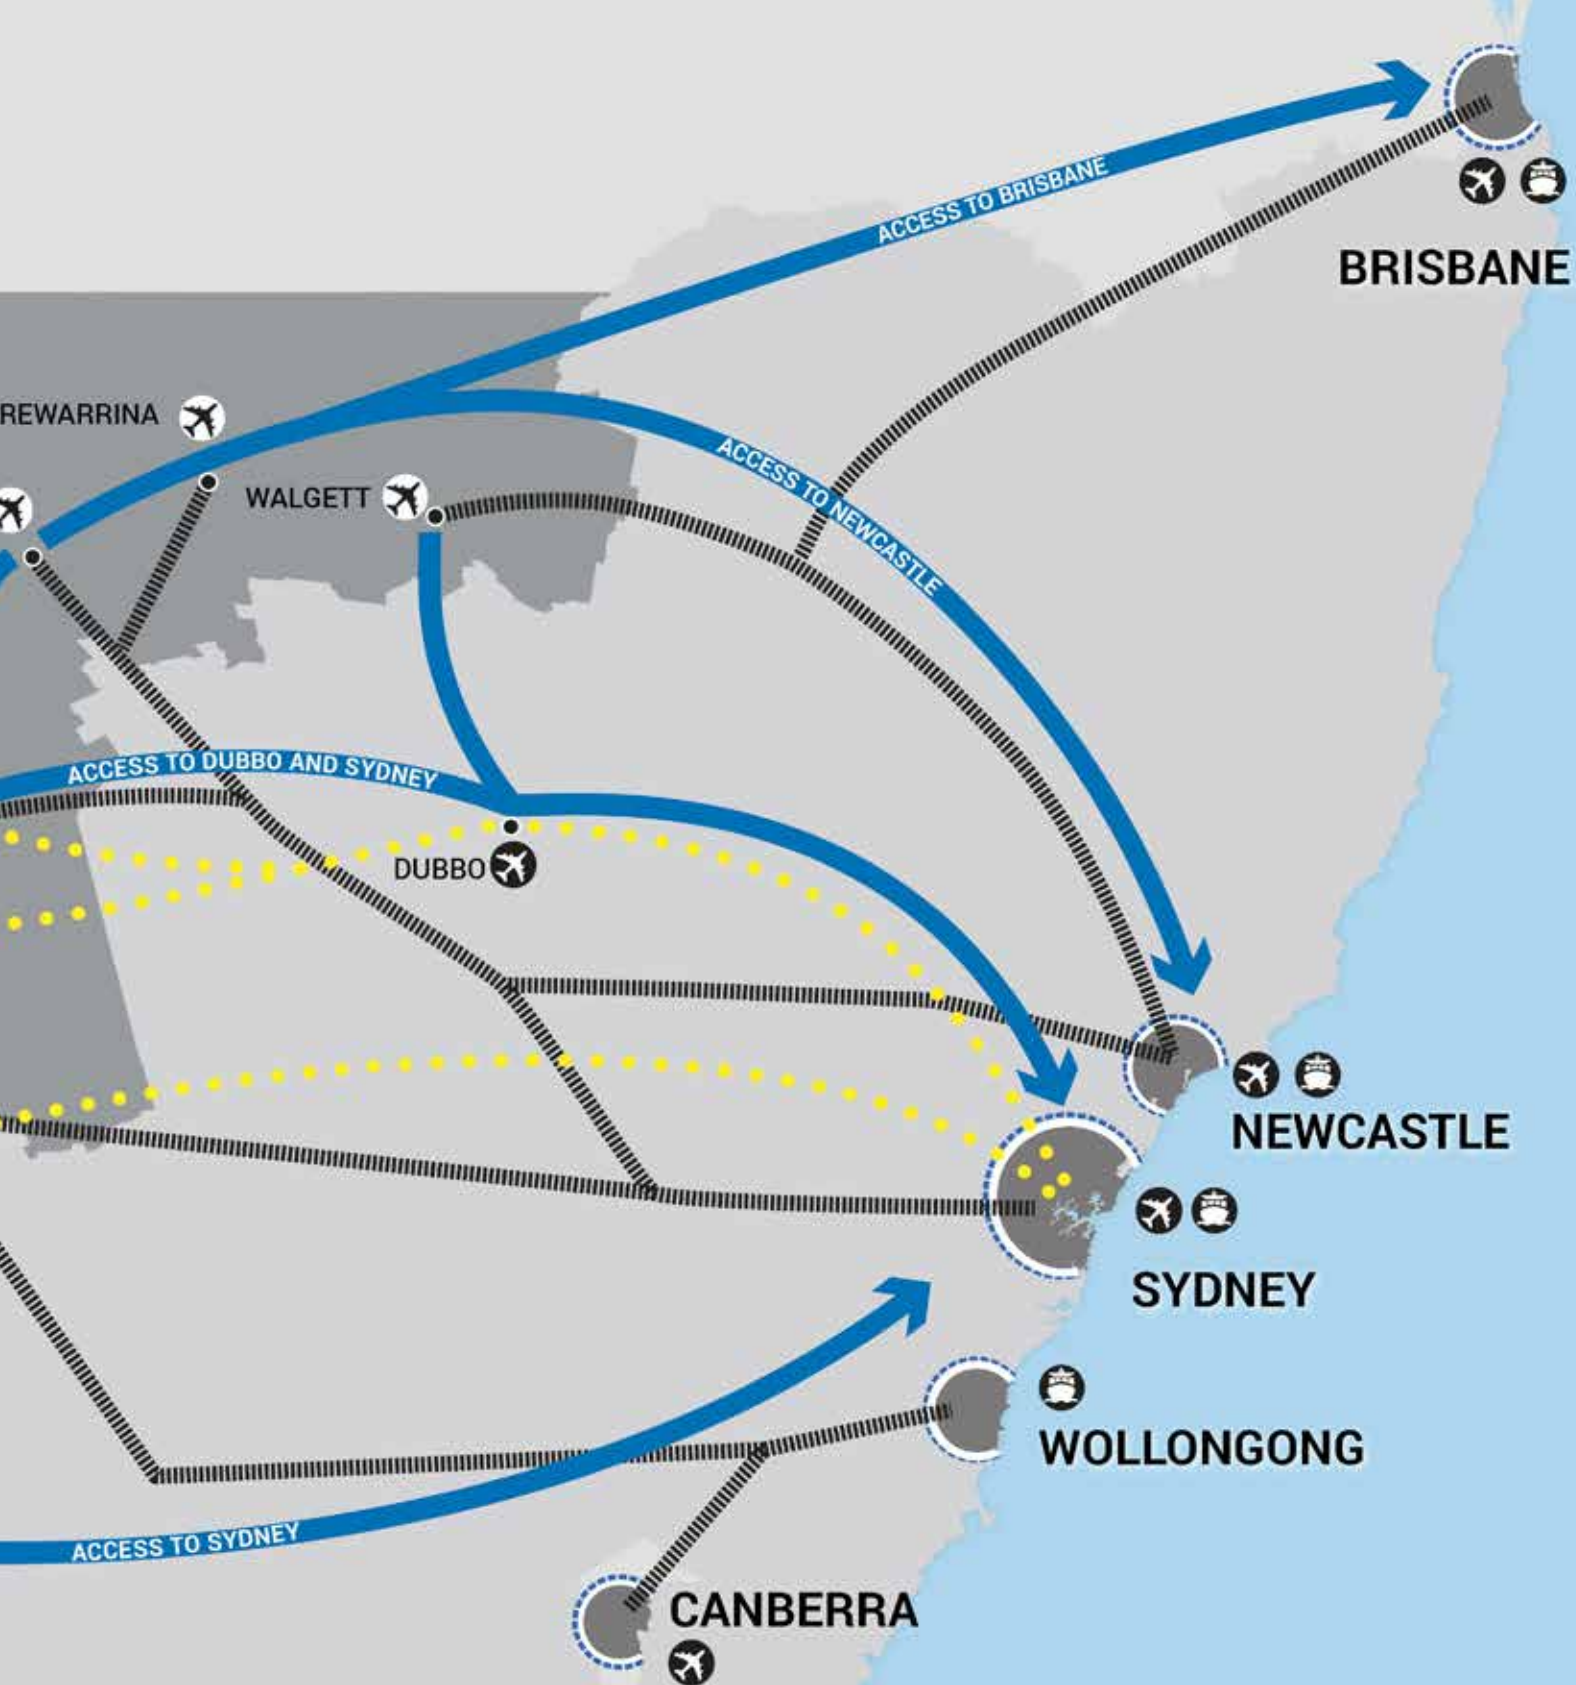 ACCESS TO BRISBANE
BRISBANE
REWARRINA
ACCESS TO NEWCASTLE
WALGETT
ACCESS TO DUBBO AND SYDNEY
DUBBO
NEWCASTLE
SYDNEY
WOLLONGONG
ACCESS TO SYDNEY
CANBERRA